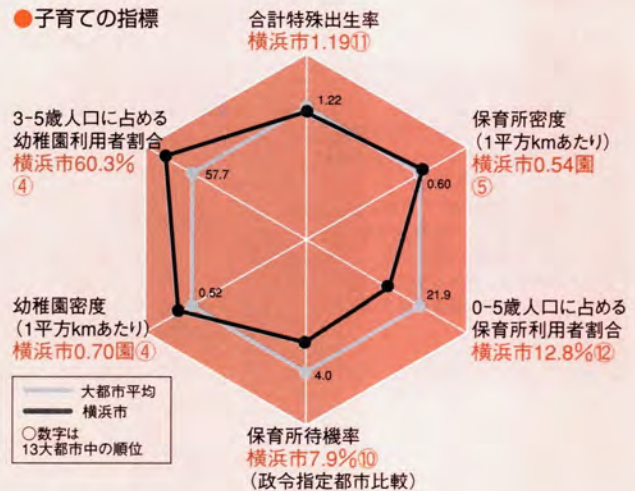 ●子育ての指標
合計特殊出生率
横浜市1.19⑪
1.22
保育所密度
(1平方kmあたり)
横浜市0.54園
⑤
0.60
0-5歳人口に占める
保育所利用者割合
横浜市12.8%⑫
21.9
保育所待機率
横浜市7.9%⑩
(政令指定都市比較)
4.0
幼稚園密度
(1平方kmあたり)
横浜市0.70園④
0.52
3-5歳人口に占める
幼稚園利用者割合
横浜市60.3%
④
57.7
大都市平均
横浜市
○数字は
13大都市中の順位